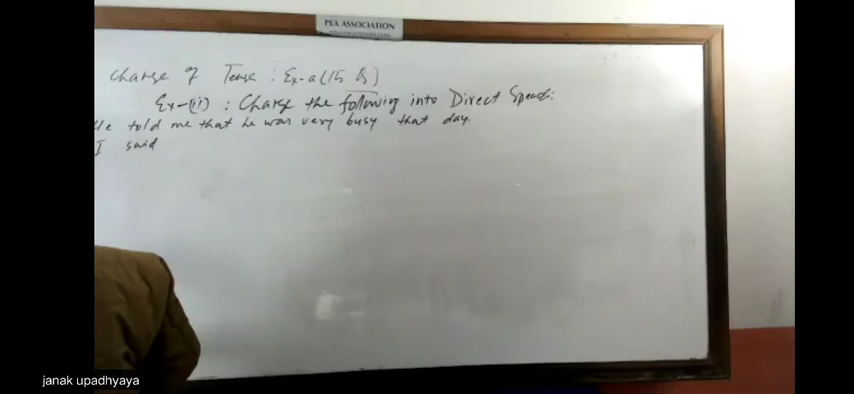 PEA ASSOCIATION
Change of Tense : Ex-a (15 Qs)
Ex-(ii) : Change the following into Direct Speech:
He told me that he was very busy that day.
I said
janak upadhyaya